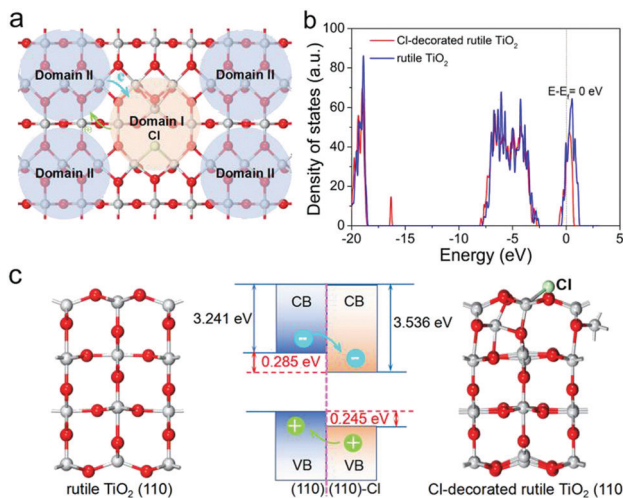 a
Domain II
e
Domain II
Domain I
Cl
Domain II
Domain II
b
Cl-decorated rutile TiO2
rutile TiO2
E-Ef= 0 eV
Density of states (a.u.)
100
80
60
40
20
0
-20
-15
-10
-5
0
5
Energy (eV)
c
CB
CB
3.241 eV
3.536 eV
0.285 eV
0.245 eV
VB
VB
(110)
(110)-Cl
rutile TiO2 (110)
Cl
Cl-decorated rutile TiO2 (110)